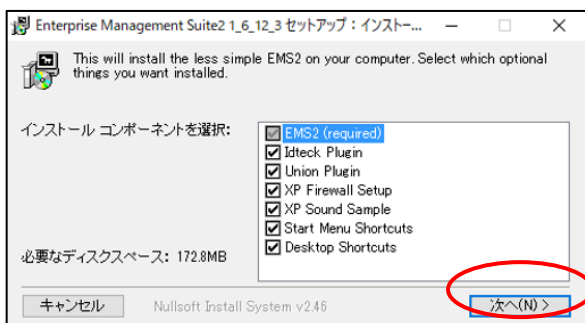 Enterprise Management Suite2 1_6_12_3 セットアップ：インストー...
This will install the less simple EMS2 on your computer. Select which optional
things you want installed.
インストール コンポーネントを選択:
EMS2 (required)
Idteck Plugin
Union Plugin
XP Firewall Setup
XP Sound Sample
Start Menu Shortcuts
Desktop Shortcuts
必要なディスクスペース: 172.8MB
キャンセル
Nullsoft Install System v2.46
次へ(N) >